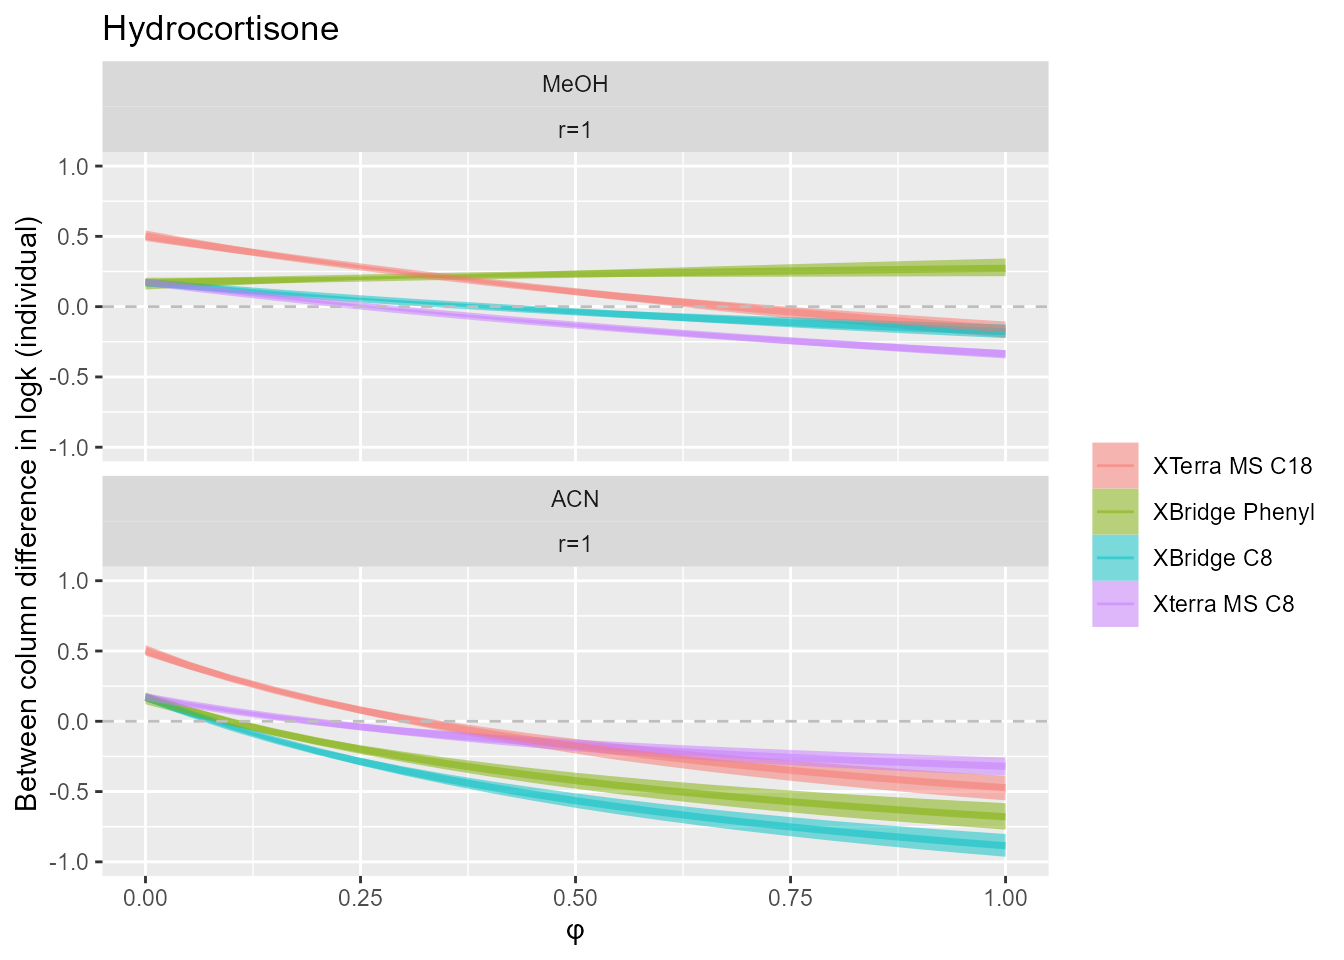 Hydrocortisone
MeOH
r=1
1.0
0.5
0.0
-0.5
-1.0
ACN
r=1
1.0
0.5
0.0
-0.5
-1.0
0.00 0.25 0.50 0.75 1.00
φ
Between column difference in logk (individual)
XTerra MS C18
XBridge Phenyl
XBridge C8
Xterra MS C8